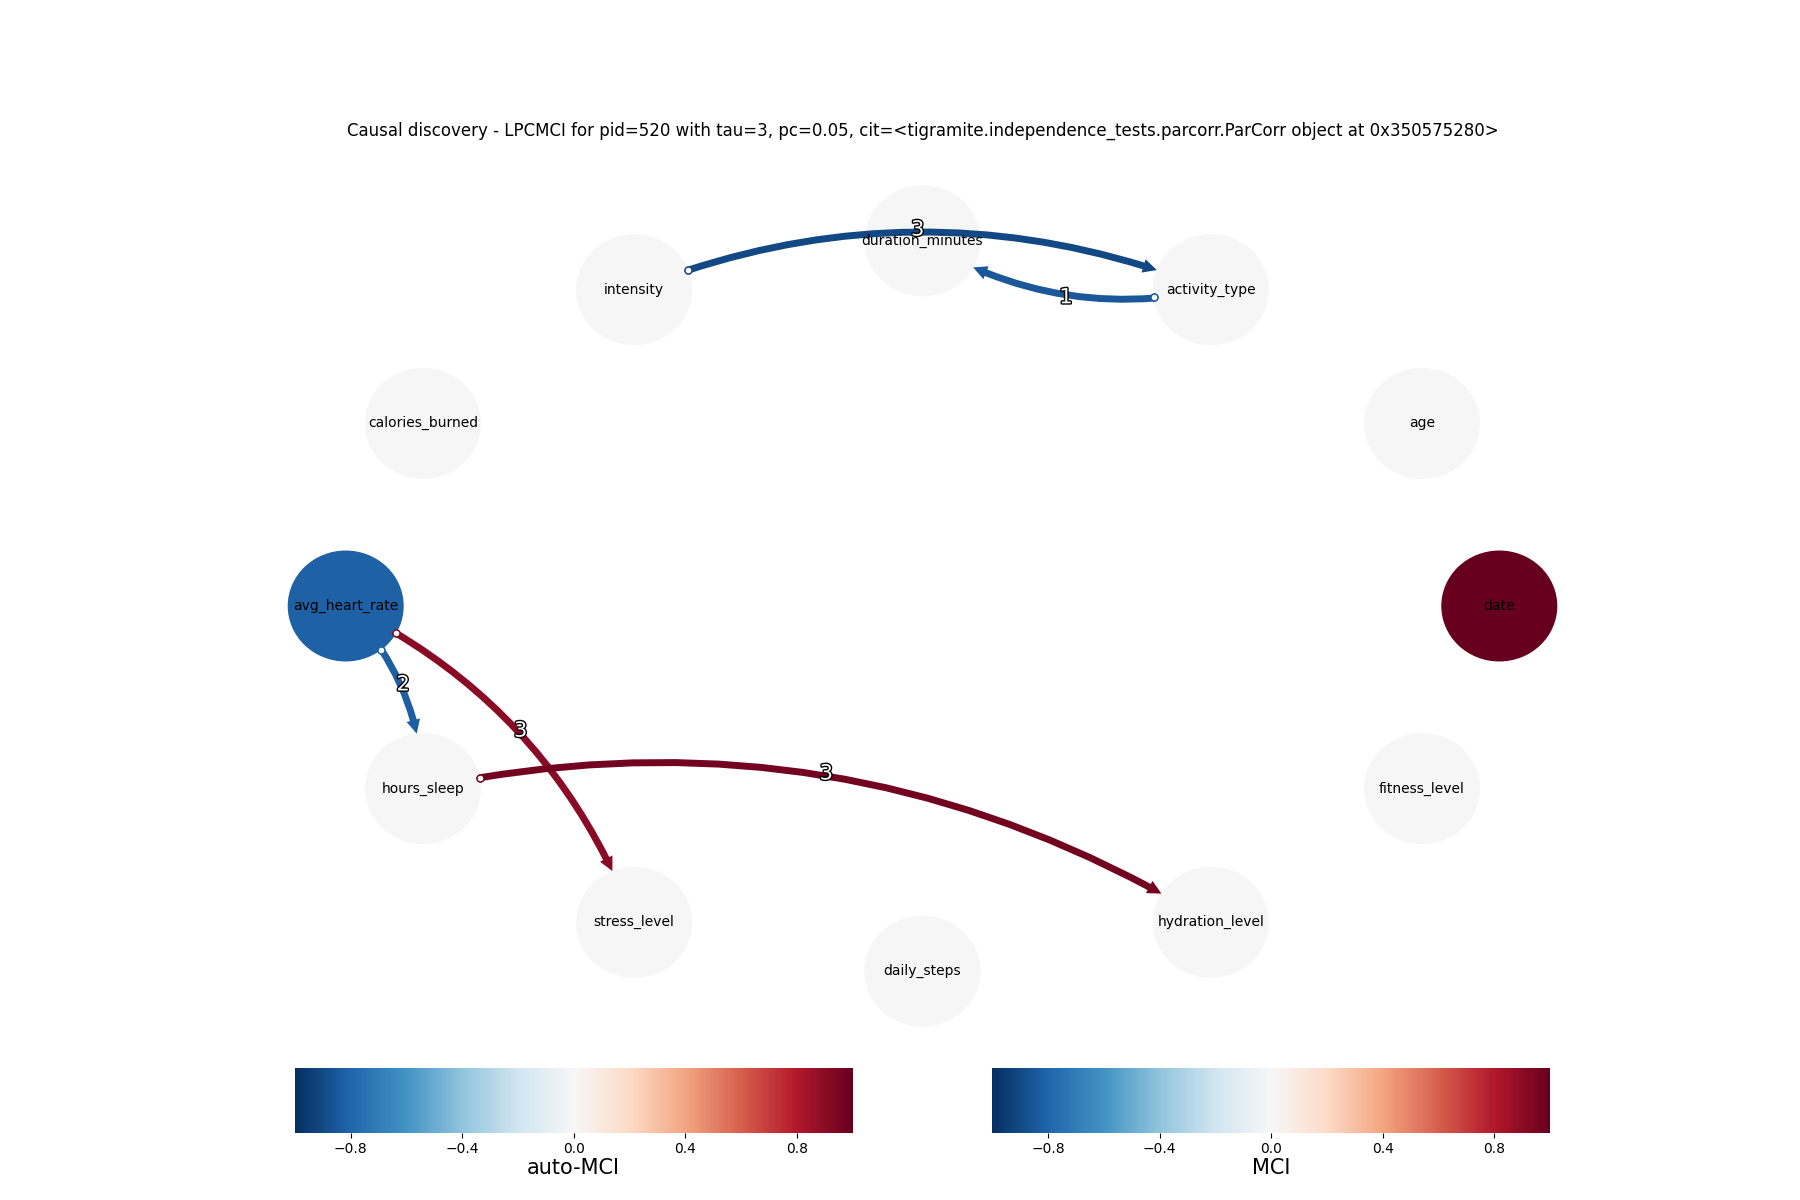 Causal discovery - LPCMCI for pid=520 with tau=3, pc=0.05, cit=<tigramite.independence_tests.parcorr.ParCorr object at 0x350575280>
3
duration_minutes
intensity
activity_type
1
calories_burned
age
avg_heart_rate
date
2
3
3
hours_sleep
fitness_level
stress_level
hydration_level
daily_steps
−0.8 −0.4 0.0 0.4 0.8
auto-MCI
−0.8 −0.4 0.0 0.4 0.8
MCI